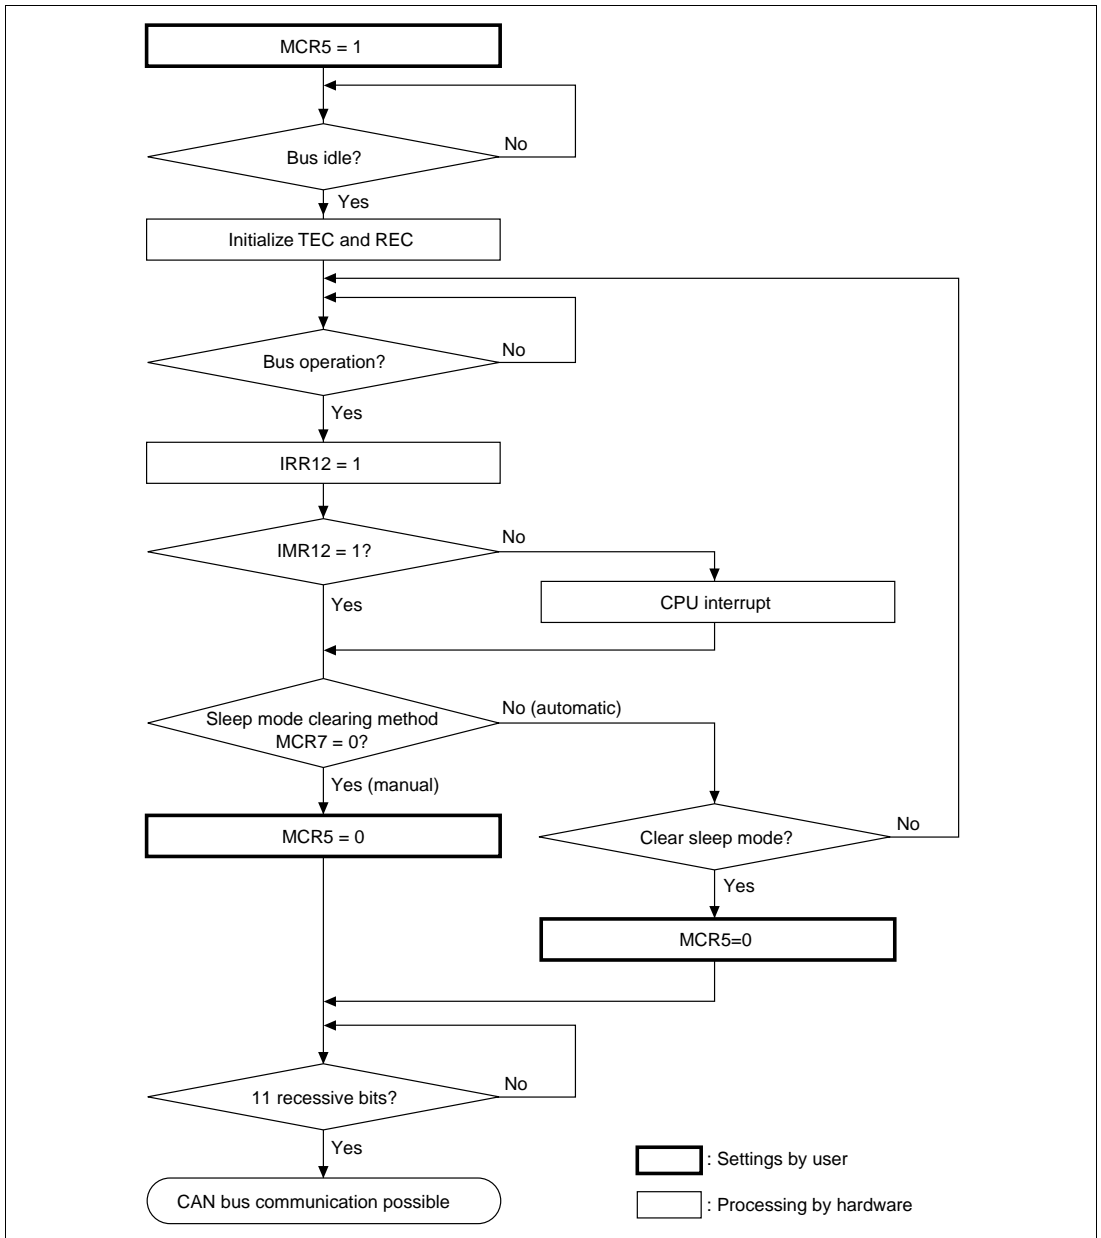 MCR5 = 1
Bus idle?
No
Yes
Initialize TEC and REC
Bus operation?
No
Yes
IRR12 = 1
IMR12 = 1?
No
Yes
CPU interrupt
Sleep mode clearing method
MCR7 = 0?
No (automatic)
Yes (manual)
MCR5 = 0
Clear sleep mode?
No
Yes
MCR5=0
11 recessive bits?
No
Yes
CAN bus communication possible
: Settings by user
: Processing by hardware